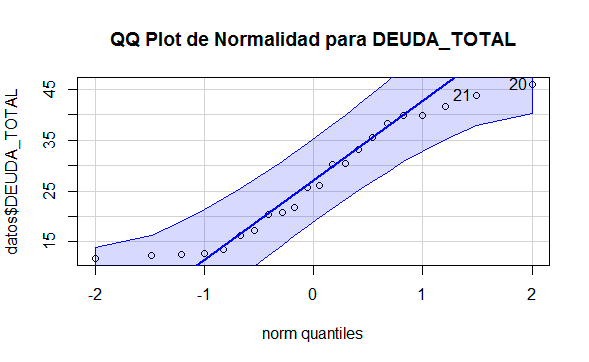 QQ Plot de Normalidad para DEUDA_TOTAL
datos$DEUDA_TOTAL
45
35
25
15
21
20
-2 -1 0 1 2
norm quantiles